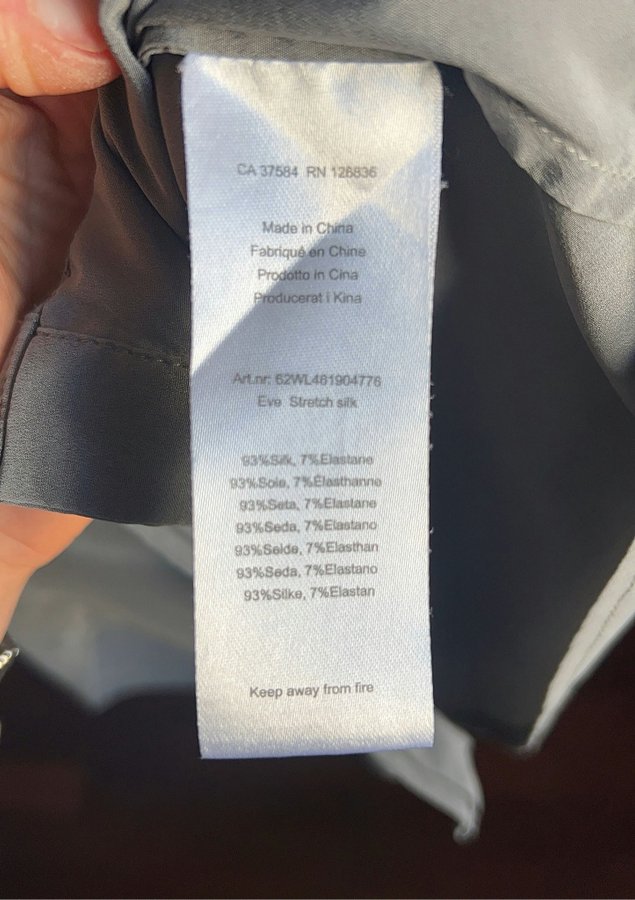 CA 37584 RN 126836
Made in China
Fabriqué en Chine
Prodotto in Cina
Producerat i Kina
Art.nr: 62WL481904776
Eve Stretch silk
93%Silk, 7%Elastane
93%Soie, 7%Élasthanne
93%Seta, 7%Elastane
93%Seda, 7%Elastano
93%Seide, 7%Elasthan
93%Seda, 7%Elastano
93%Silke, 7%Elastan
Keep away from fire